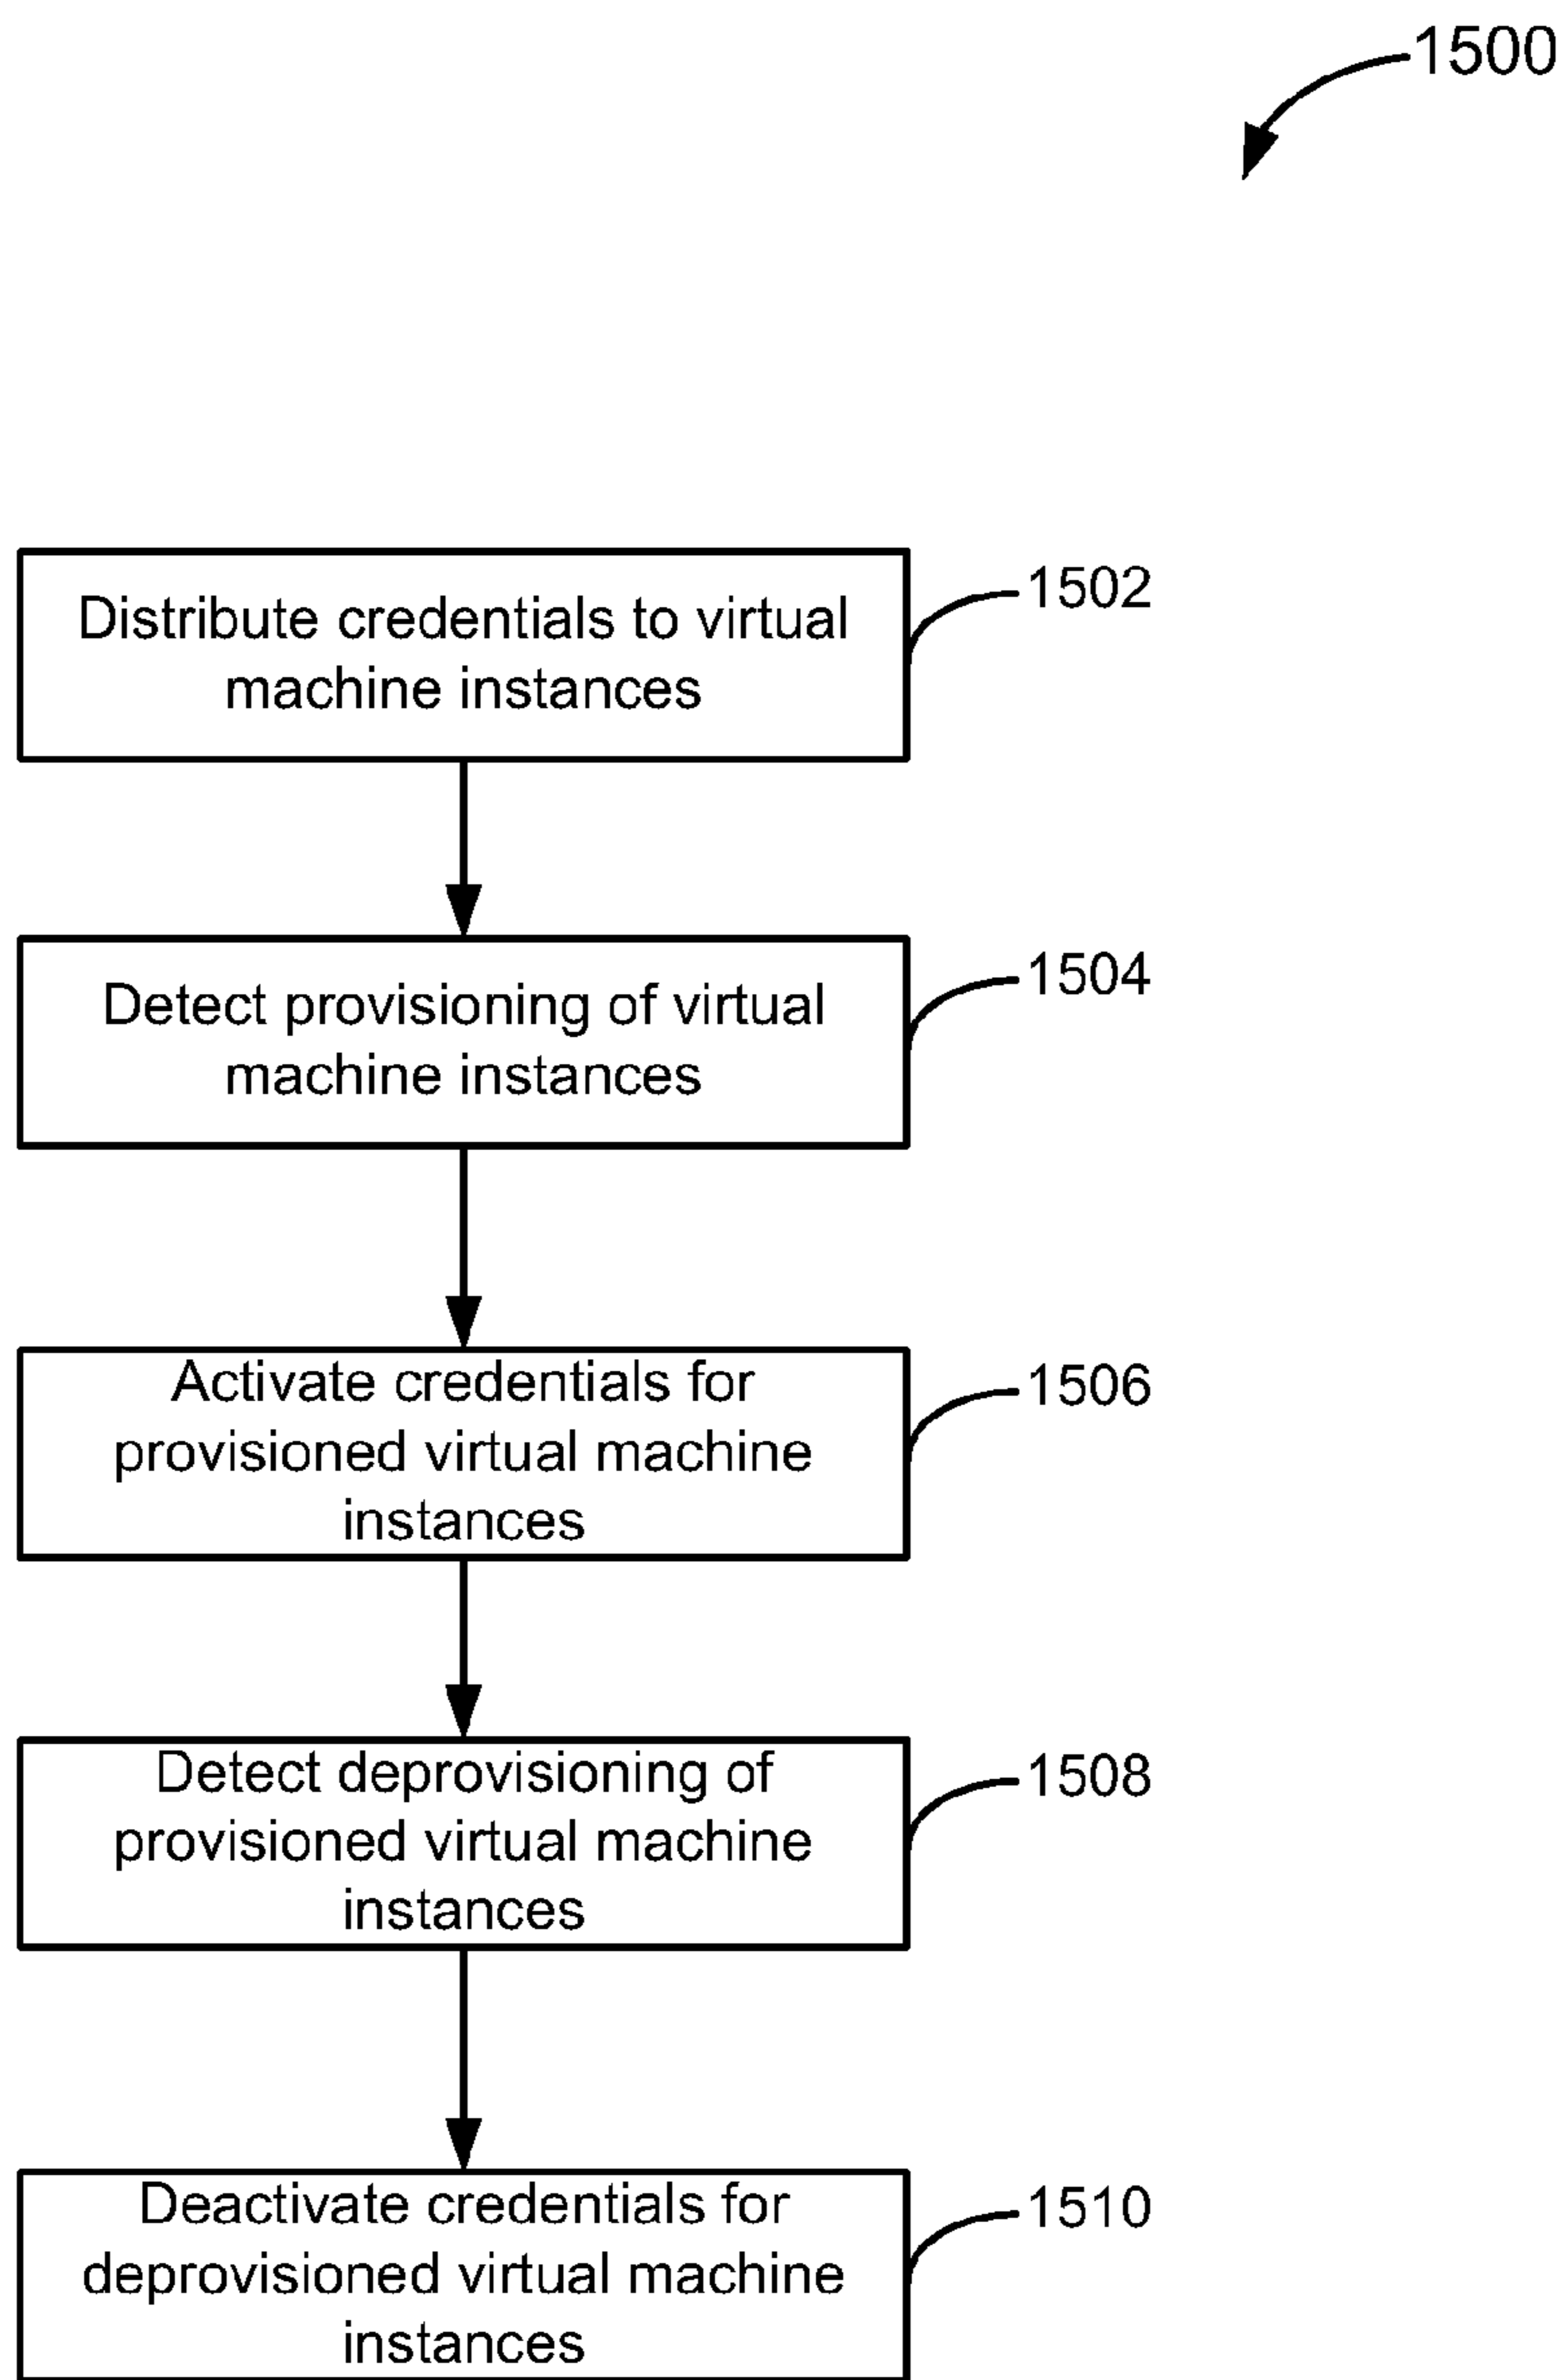 1500
Distribute credentials to virtual
machine instances
1502
Detect provisioning of virtual
machine instances
1504
Activate credentials for
provisioned virtual machine
instances
1506
Detect deprovisioning of
provisioned virtual machine
instances
1508
Deactivate credentials for
deprovisioned virtual machine
instances
1510